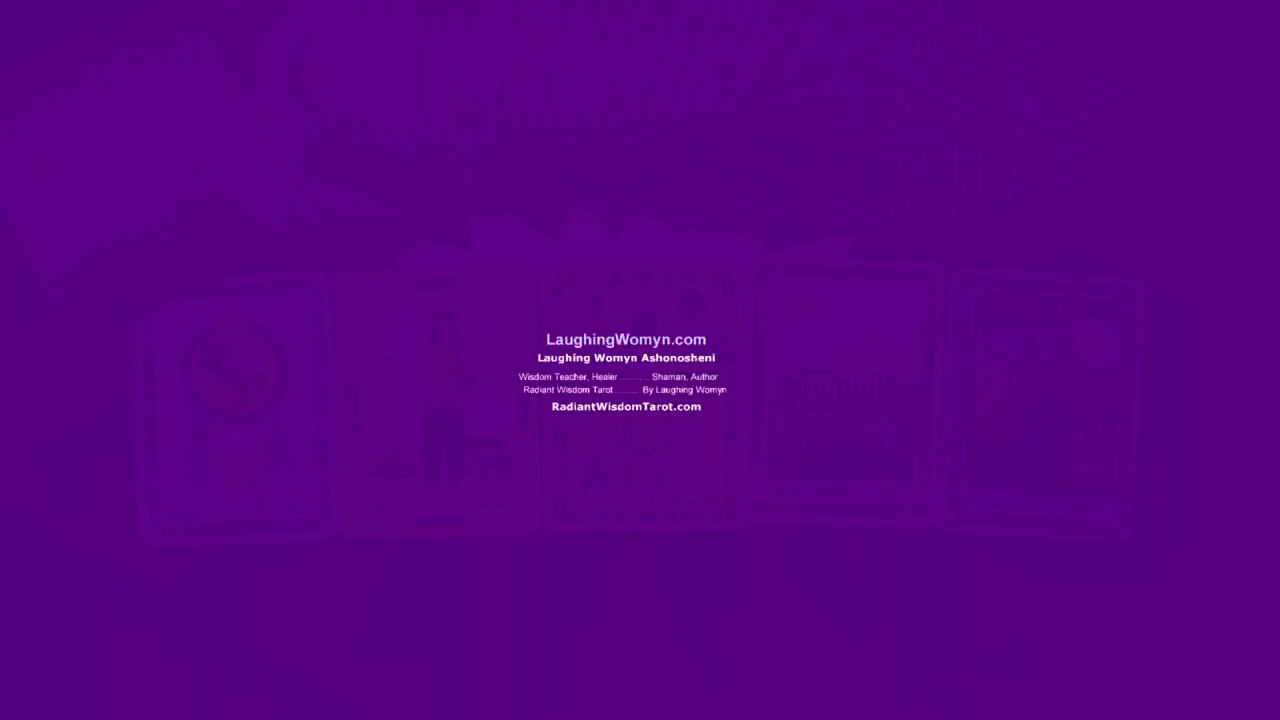 LaughingWomyn.com
Laughing Womyn Ashonosheni
Wisdom Teacher, Healer ........... Shaman, Author
Radiant Wisdom Tarot ......... By Laughing Womyn
RadiantWisdomTarot.com